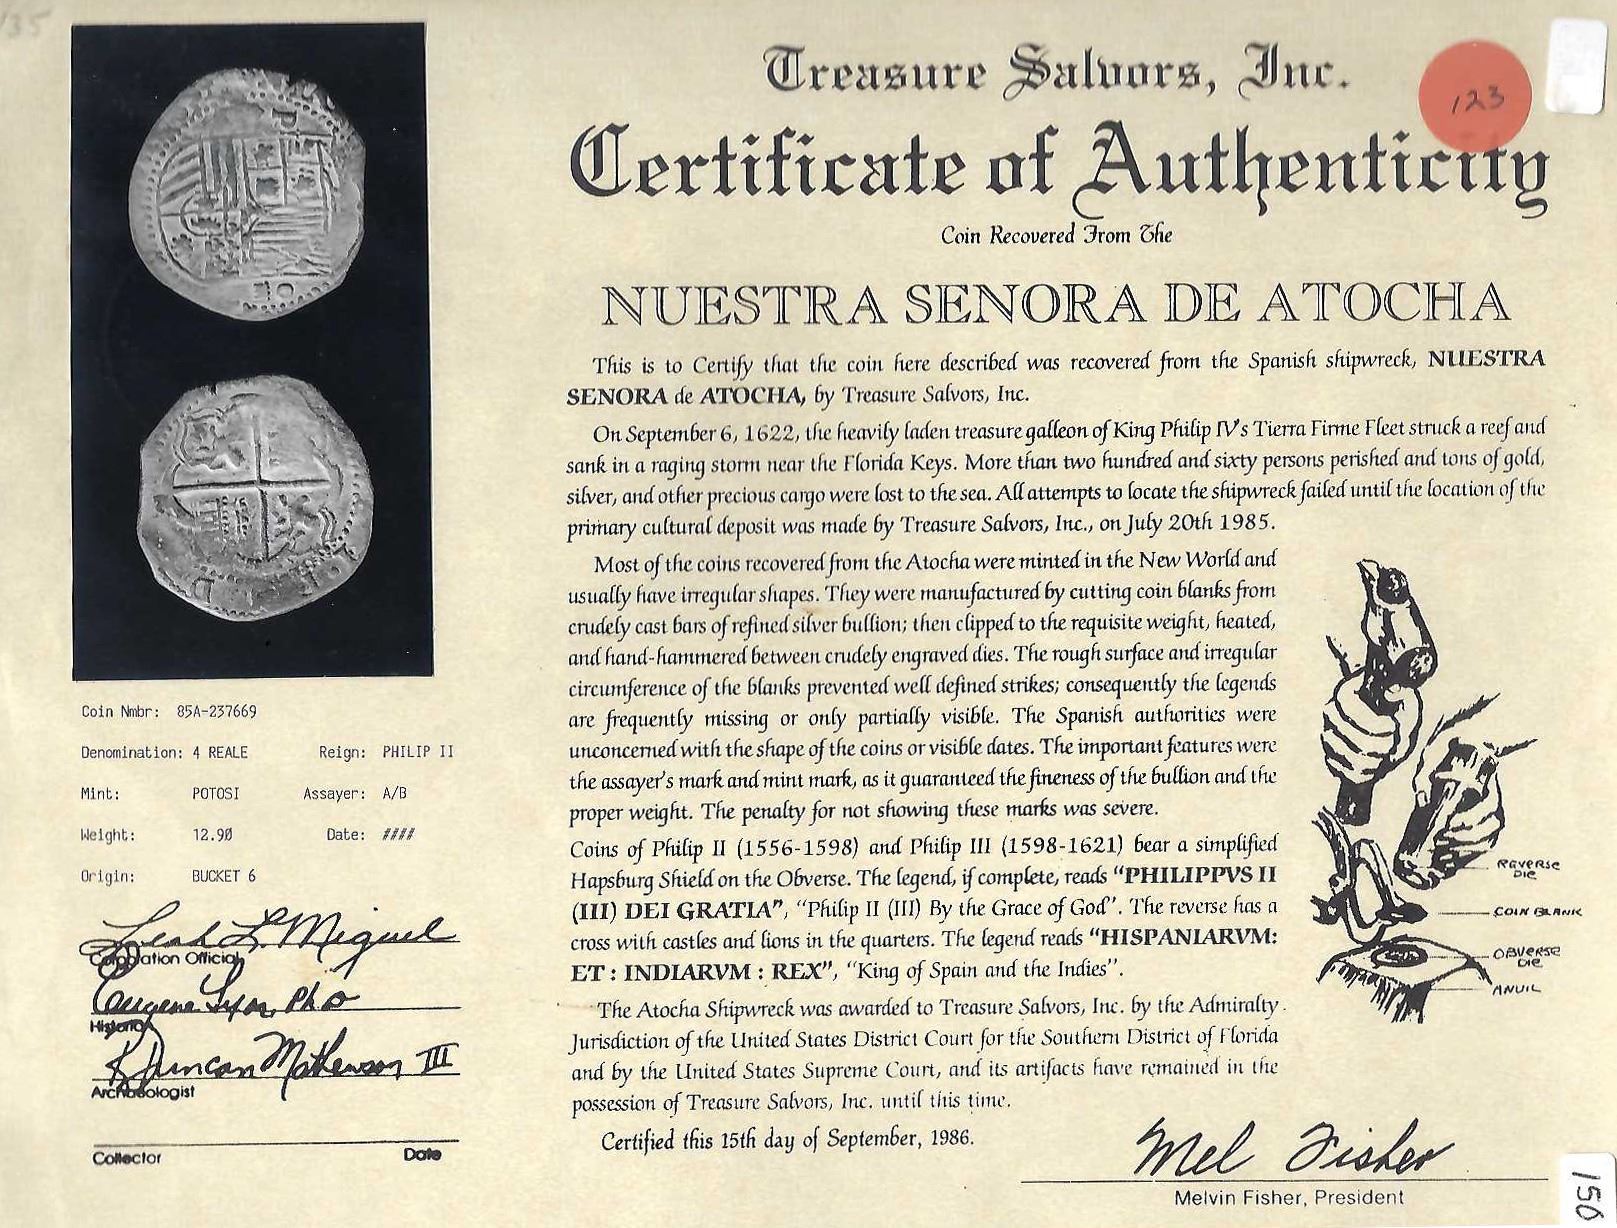 135
Treasure Salvors, Inc.
123
Certificate of Authenticity
Coin Recovered From The
NUESTRA SENORA DE ATOCHA
This is to Certify that the coin here described was recovered from the Spanish shipwreck, NUESTRA
SENORA de ATOCHA, by Treasure Salvors, Inc.
On September 6, 1622, the heavily laden treasure galleon of King Philip IV's Tierra Firme Fleet struck a reef and
sank in a raging storm near the Florida Keys. More than two hundred and sixty persons perished and tons of gold,
silver, and other precious cargo were lost to the sea. All attempts to locate the shipwreck failed until the location of the
primary cultural deposit was made by Treasure Salvors, Inc., on July 20th 1985.
Most of the coins recovered from the Atocha were minted in the New World and
usually have irregular shapes. They were manufactured by cutting coin blanks from
crudely cast bars of refined silver bullion; then clipped to the requisite weight, heated,
and hand-hammered between crudely engraved dies. The rough surface and irregular
circumference of the blanks prevented well defined strikes; consequently the legends
are frequently missing or only partially visible. The Spanish authorities were
unconcerned with the shape of the coins or visible dates. The important features were
the assayer's mark and mint mark, as it guaranteed the fineness of the bullion and the
proper weight. The penalty for not showing these marks was severe.
Coins of Philip II (1556-1598) and Philip III (1598-1621) bear a simplified
Hapsburg Shield on the Obverse. The legend, if complete, reads "PHILIPPVS II
(III) DEI GRATIA", "Philip II (III) By the Grace of God". The reverse has a
cross with castles and lions in the quarters. The legend reads "HISPANIARVM:
ET : INDIARVM : REX", "King of Spain and the Indies".
The Atocha Shipwreck was awarded to Treasure Salvors, Inc. by the Admiralty
Jurisdiction of the United States District Court for the Southern District of Florida
and by the United States Supreme Court, and its artifacts have remained in the
possession of Treasure Salvors, Inc. until this time.
Certified this 15th day of September, 1986.
REVERSE
DIE
COIN BLANK
OBVERSE
DIE
ANVIL
Mel Fisher
Melvin Fisher, President
150
Coin Nmbr: 85A-237669
Denomination: 4 REALE Reign: PHILIP II
Mint: POTOSI Assayer: A/B
Weight: 12.90 Date: ####
Origin: BUCKET 6
Leah L Miguel
Corporation Official
Eugene Lyon, PhD
Historian
R Duncan Mathewson III
Archaeologist
Collector Date